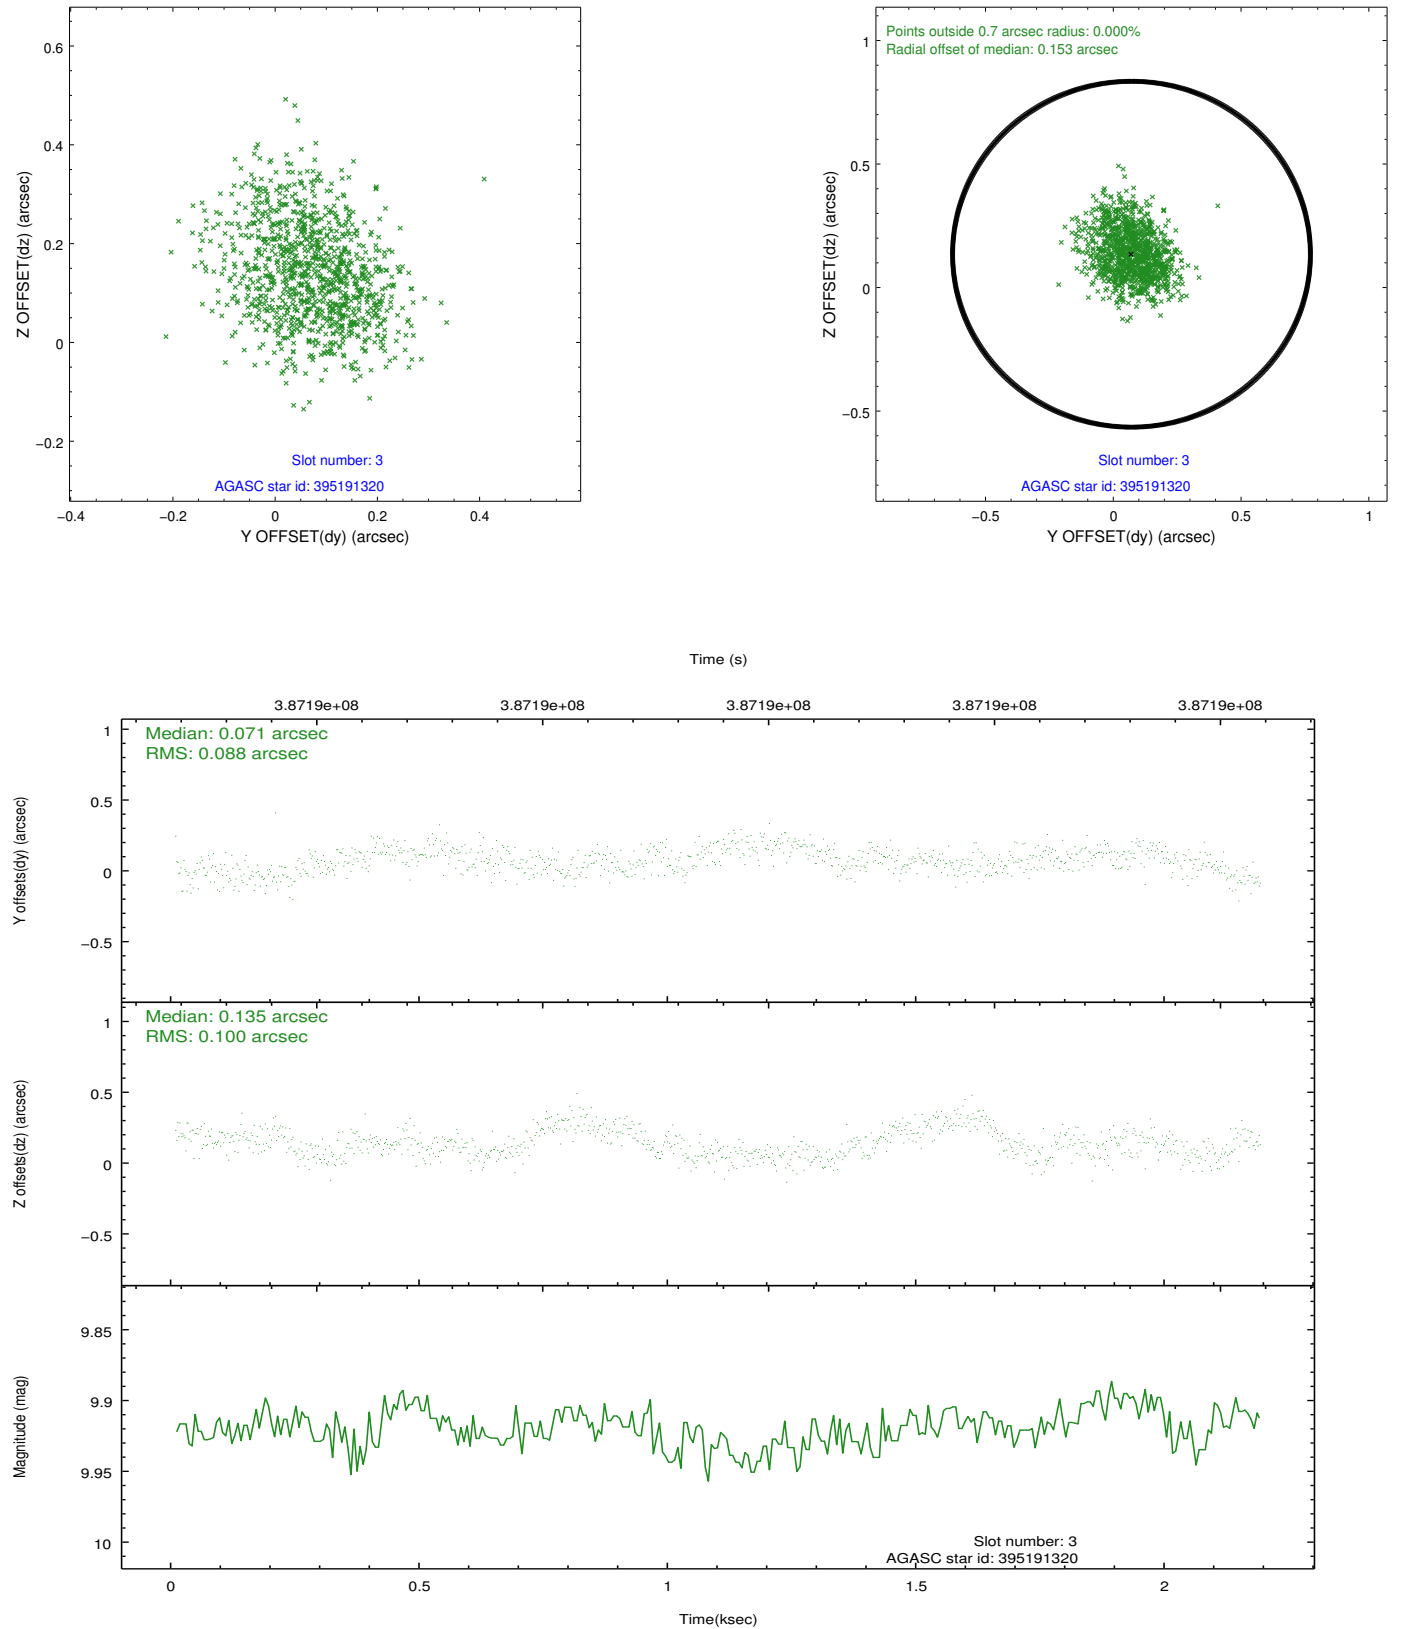 0.6
0.4
0.2
0
−0.2
−0.4
−0.2
0
0.2
0.4
Z OFFSET(dz) (arcsec)
Y OFFSET(dy) (arcsec)
Slot number: 3
AGASC star id: 395191320
Points outside 0.7 arcsec radius: 0.000%
Radial offset of median: 0.153 arcsec
1
0.5
0
−0.5
−0.5
0
0.5
1
Z OFFSET(dz) (arcsec)
Y OFFSET(dy) (arcsec)
Slot number: 3
AGASC star id: 395191320
Time (s)
3.8719e+08 3.8719e+08 3.8719e+08 3.8719e+08 3.8719e+08
Median: 0.071 arcsec
RMS: 0.088 arcsec
1
0.5
0
−0.5
Y offsets(dy) (arcsec)
Median: 0.135 arcsec
RMS: 0.100 arcsec
1
0.5
0
−0.5
Z offsets(dz) (arcsec)
9.85
9.9
9.95
10
Magnitude (mag)
Slot number: 3
AGASC star id: 395191320
0 0.5 1 1.5 2
Time(ksec)